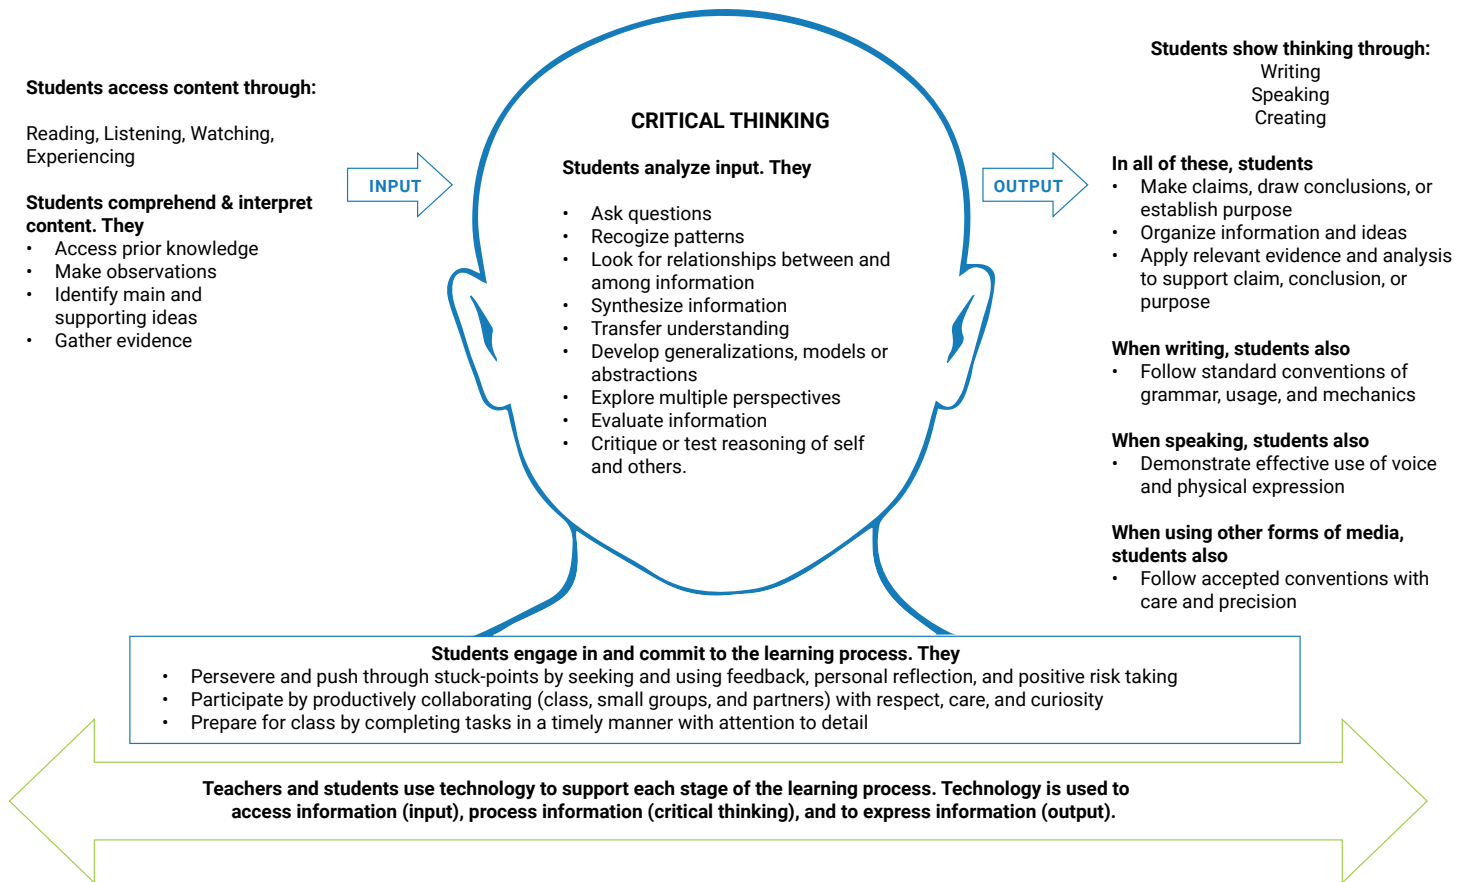 Students access content through:
Reading, Listening, Watching,
Experiencing
Students comprehend & interpret
content. They
• Access prior knowledge
• Make observations
• Identify main and
supporting ideas
• Gather evidence
INPUT
CRITICAL THINKING
Students analyze input. They
• Ask questions
• Recogize patterns
• Look for relationships between and
among information
• Synthesize information
• Transfer understanding
• Develop generalizations, models or
abstractions
• Explore multiple perspectives
• Evaluate information
• Critique or test reasoning of self
and others.
OUTPUT
Students show thinking through:
Writing
Speaking
Creating
In all of these, students
• Make claims, draw conclusions, or
establish purpose
• Organize information and ideas
• Apply relevant evidence and analysis
to support claim, conclusion, or
purpose
When writing, students also
• Follow standard conventions of
grammar, usage, and mechanics
When speaking, students also
• Demonstrate effective use of voice
and physical expression
When using other forms of media,
students also
• Follow accepted conventions with
care and precision
Students engage in and commit to the learning process. They
• Persevere and push through stuck-points by seeking and using feedback, personal reflection, and positive risk taking
• Participate by productively collaborating (class, small groups, and partners) with respect, care, and curiosity
• Prepare for class by completing tasks in a timely manner with attention to detail
Teachers and students use technology to support each stage of the learning process. Technology is used to
access information (input), process information (critical thinking), and to express information (output).